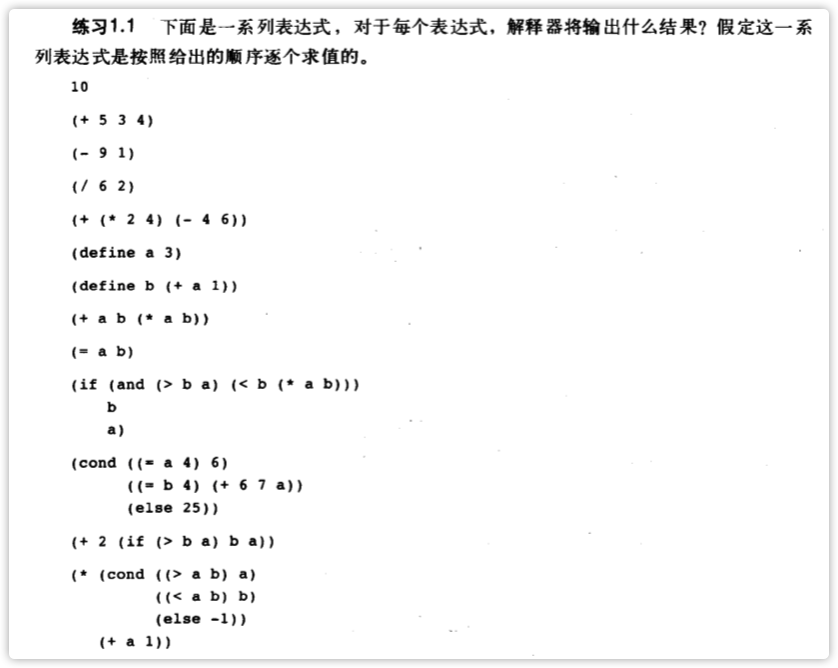 练习1.1 下面是一系列表达式，对于每个表达式，解释器将输出什么结果？假定这一系
列表达式是按照给出的顺序逐个求值的。
10
(+ 5 3 4)
(- 9 1)
(/ 6 2)
(+ (* 2 4) (- 4 6))
(define a 3)
(define b (+ a 1))
(+ a b (* a b))
(= a b)
(if (and (> b a) (< b (* a b)))
    b
    a)
(cond ((= a 4) 6)
      ((= b 4) (+ 6 7 a))
      (else 25))
(+ 2 (if (> b a) b a))
(* (cond ((> a b) a)
         ((< a b) b)
         (else -1))
   (+ a 1))